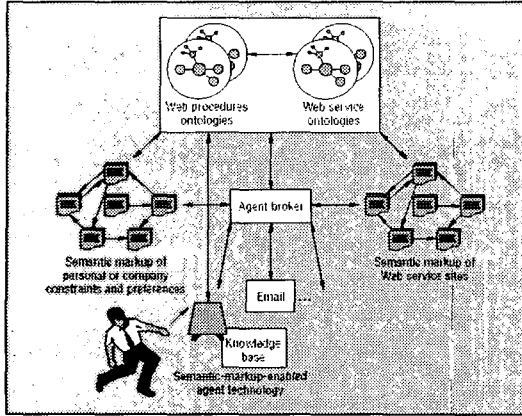 Web procedures
ontologies
Web service
ontologies
Agent broker
Semantic markup of
personal or company
constraints and preferences
Semantic markup of
Web service sites
Email ...
Knowledge
base
Semantic-markup-enabled
agent technology